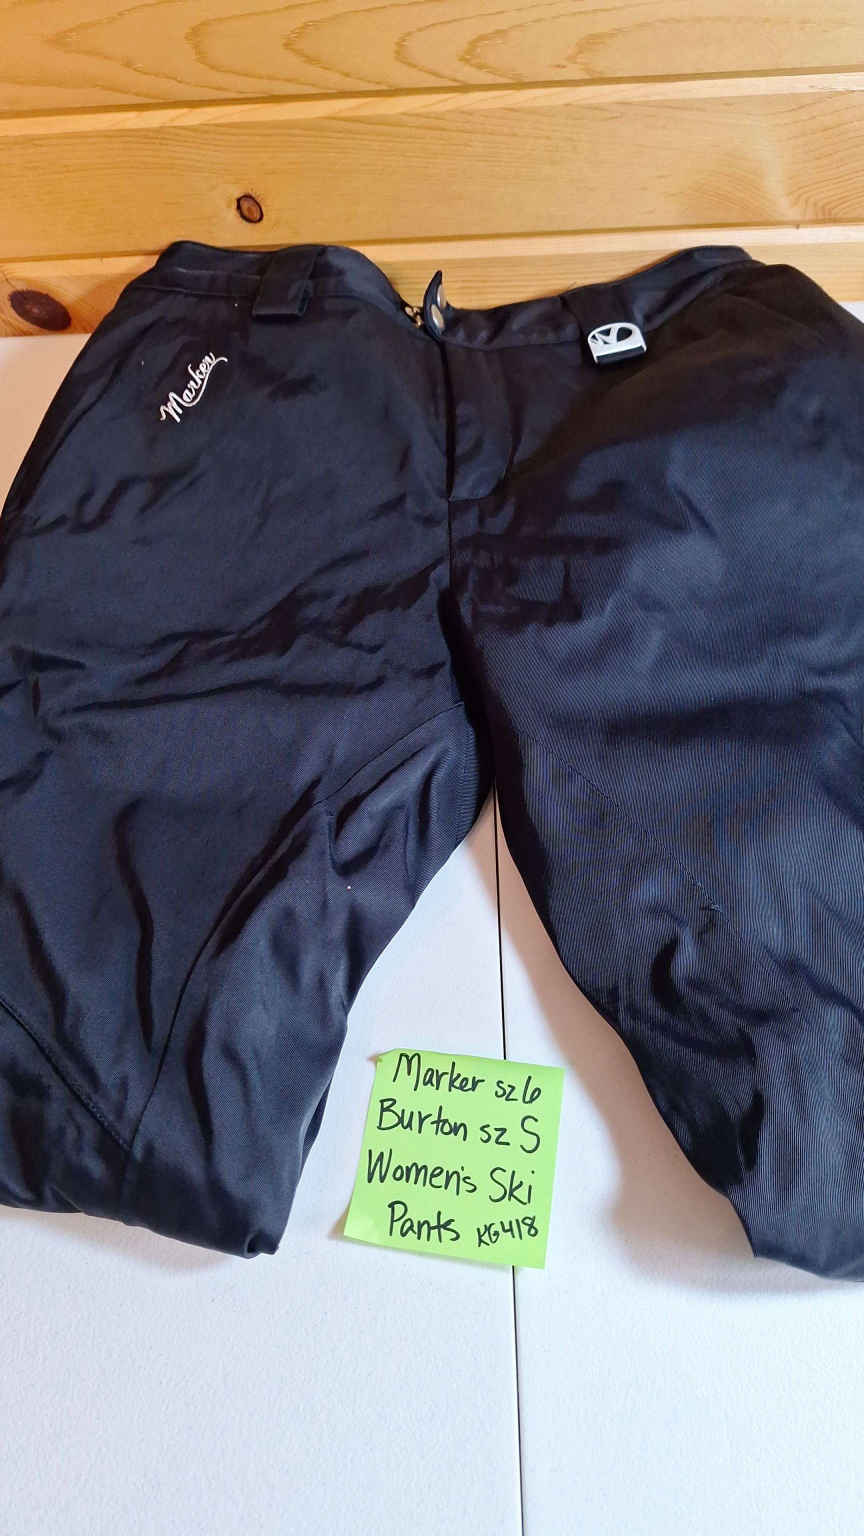 Marker
Marker sz 6
Burton sz S
Women's Ski
Pants KG418